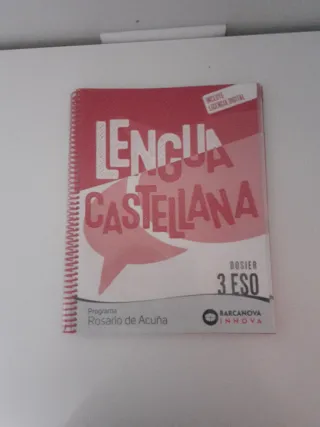 INCLUYE
LICENCIA DIGITAL
LENGUA
CASTELLANA
DOSIER
3 ESO
Programa
Rosario de Acuña
BARCANOVA
INNOVA